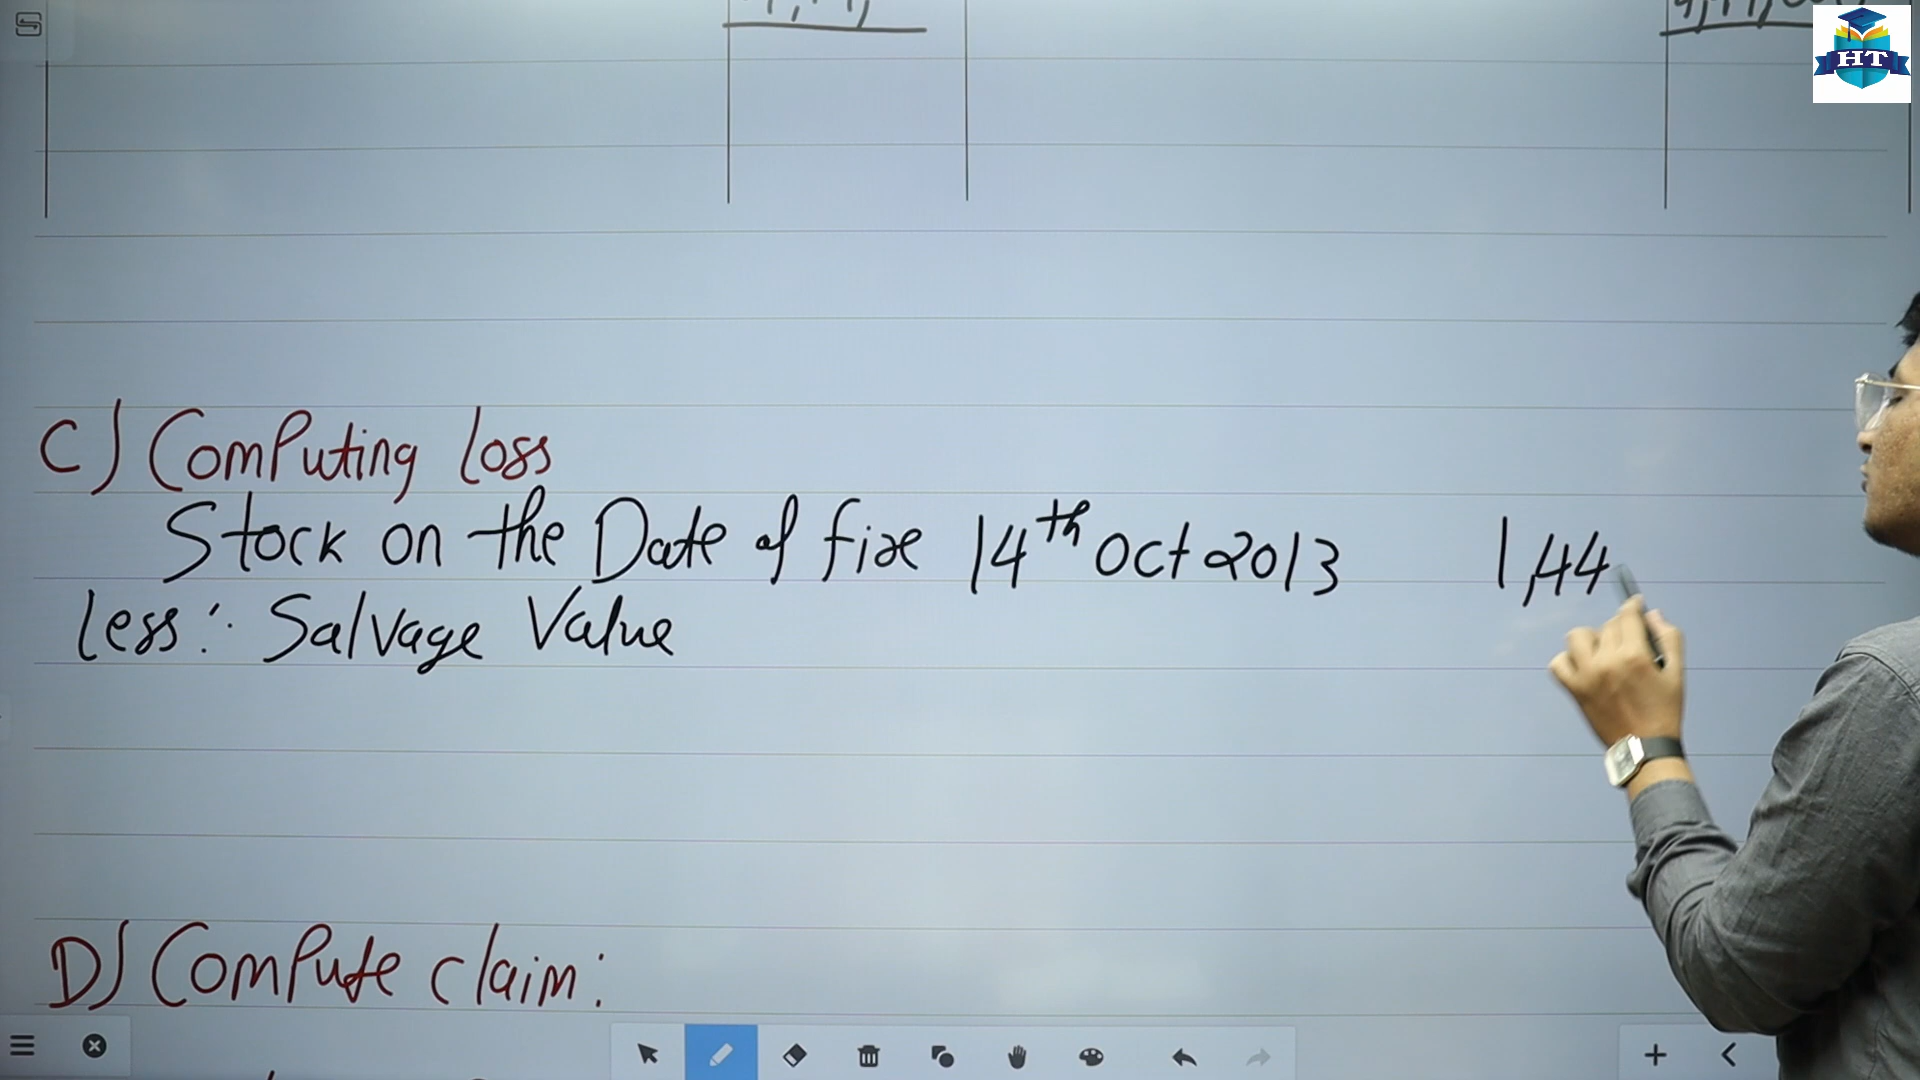 HT
C) Computing loss
Stock on the Date of fire 14th Oct 2013 1,44
less: Salvage Value
D) Compute claim: